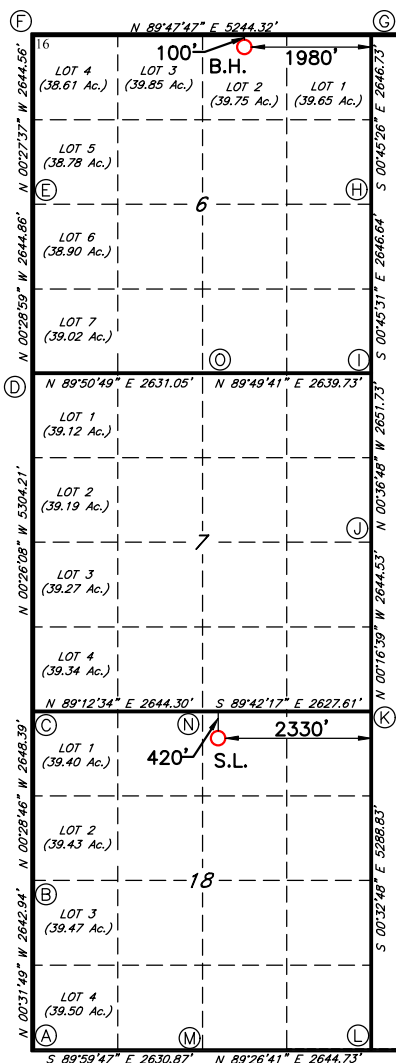 F
N 89°47'47" E 5244.32'
G
16
100'
B.H.
1980'
LOT 4
(38.61 Ac.)
LOT 3
(39.85 Ac.)
LOT 2
(39.75 Ac.)
LOT 1
(39.65 Ac.)
N 00°27'37" W 2644.56'
S 00°45'26" E 2646.73'
LOT 5
(38.78 Ac.)
E
6
H
LOT 6
(38.90 Ac.)
N 00°28'59" W 2644.86'
S 00°45'31" E 2646.64'
LOT 7
(39.02 Ac.)
O
I
D
N 89°50'49" E 2631.05'
N 89°49'41" E 2639.73'
LOT 1
(39.12 Ac.)
N 00°36'48" W 2651.73'
LOT 2
(39.19 Ac.)
J
N 00°26'08" W 5304.21'
7
LOT 3
(39.27 Ac.)
N 00°16'39" W 2644.53'
LOT 4
(39.34 Ac.)
N 89°12'34" E 2644.30'
S 89°42'17" E 2627.61'
C
N
K
LOT 1
(39.40 Ac.)
420'
S.L.
2330'
N 00°28'46" W 2648.39'
LOT 2
(39.43 Ac.)
18
S 00°32'48" E 5288.83'
B
LOT 3
(39.47 Ac.)
N 00°31'49" W 2642.94'
LOT 4
(39.50 Ac.)
A
M
L
S 89°59'47" E 2630.87'
N 89°26'41" E 2644.73'